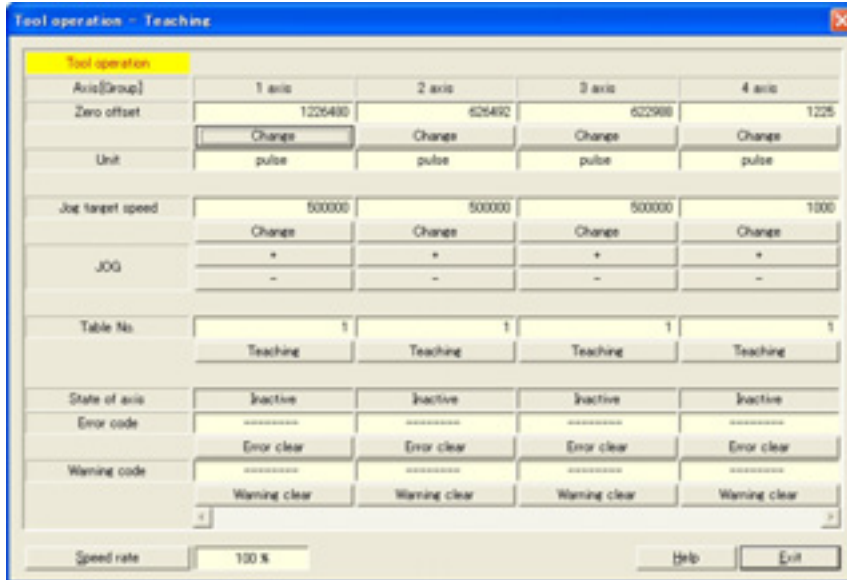 Tool operation - Teaching
Tool operation
Axis[Group] 1 axis 2 axis 3 axis 4 axis
Zero offset 1226480 626492 622988 1225
Change Change Change Change
Unit pulse pulse pulse pulse
Jog target speed 500000 500000 500000 1000
Change Change Change Change
JOG
+ + + +
- - - -
Table No. 1 1 1 1
Teaching Teaching Teaching Teaching
State of axis Inactive Inactive Inactive Inactive
Error code -------- -------- -------- --------
Error clear Error clear Error clear Error clear
Warning code -------- -------- -------- --------
Warning clear Warning clear Warning clear Warning clear
Speed rate 100 % Help Exit